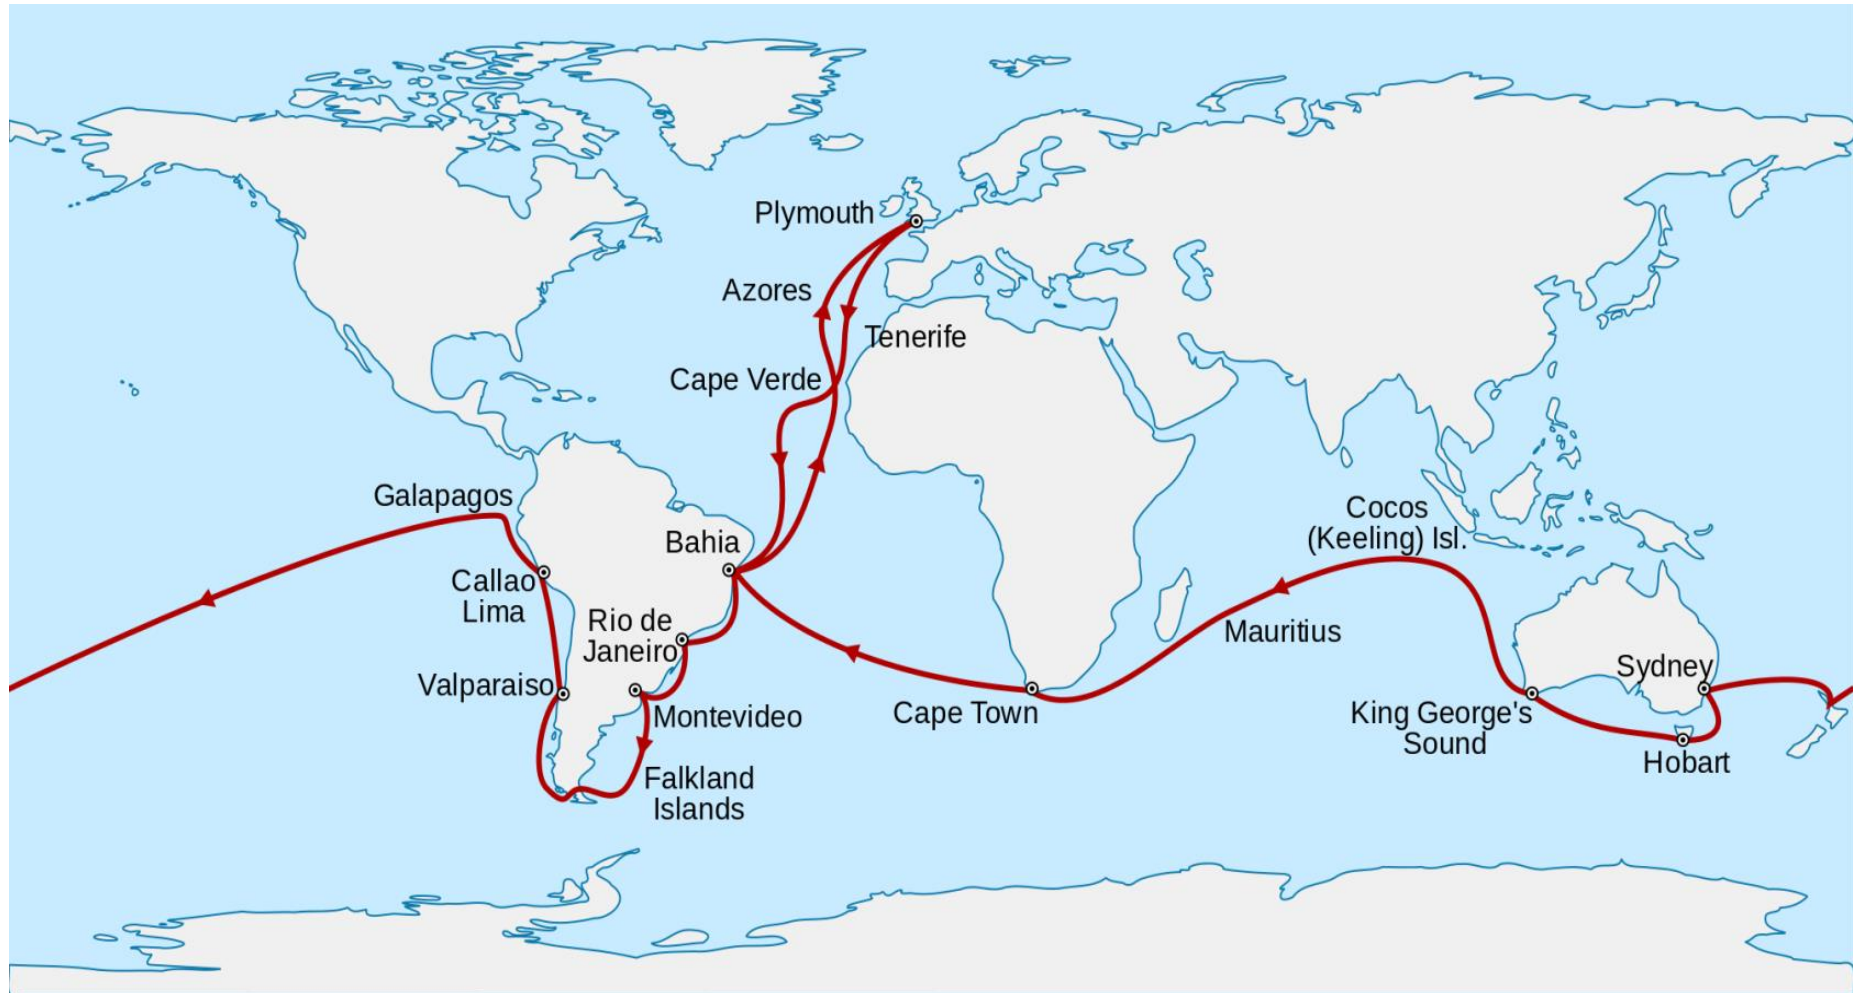 Plymouth
Azores
Tenerife
Cape Verde
Galapagos
Cocos
(Keeling) Isl.
Bahia
Callao
Lima
Rio de
Janeiro
Mauritius
Valparaiso
Sydney
Montevideo
Cape Town
King George's
Sound
Hobart
Falkland
Islands